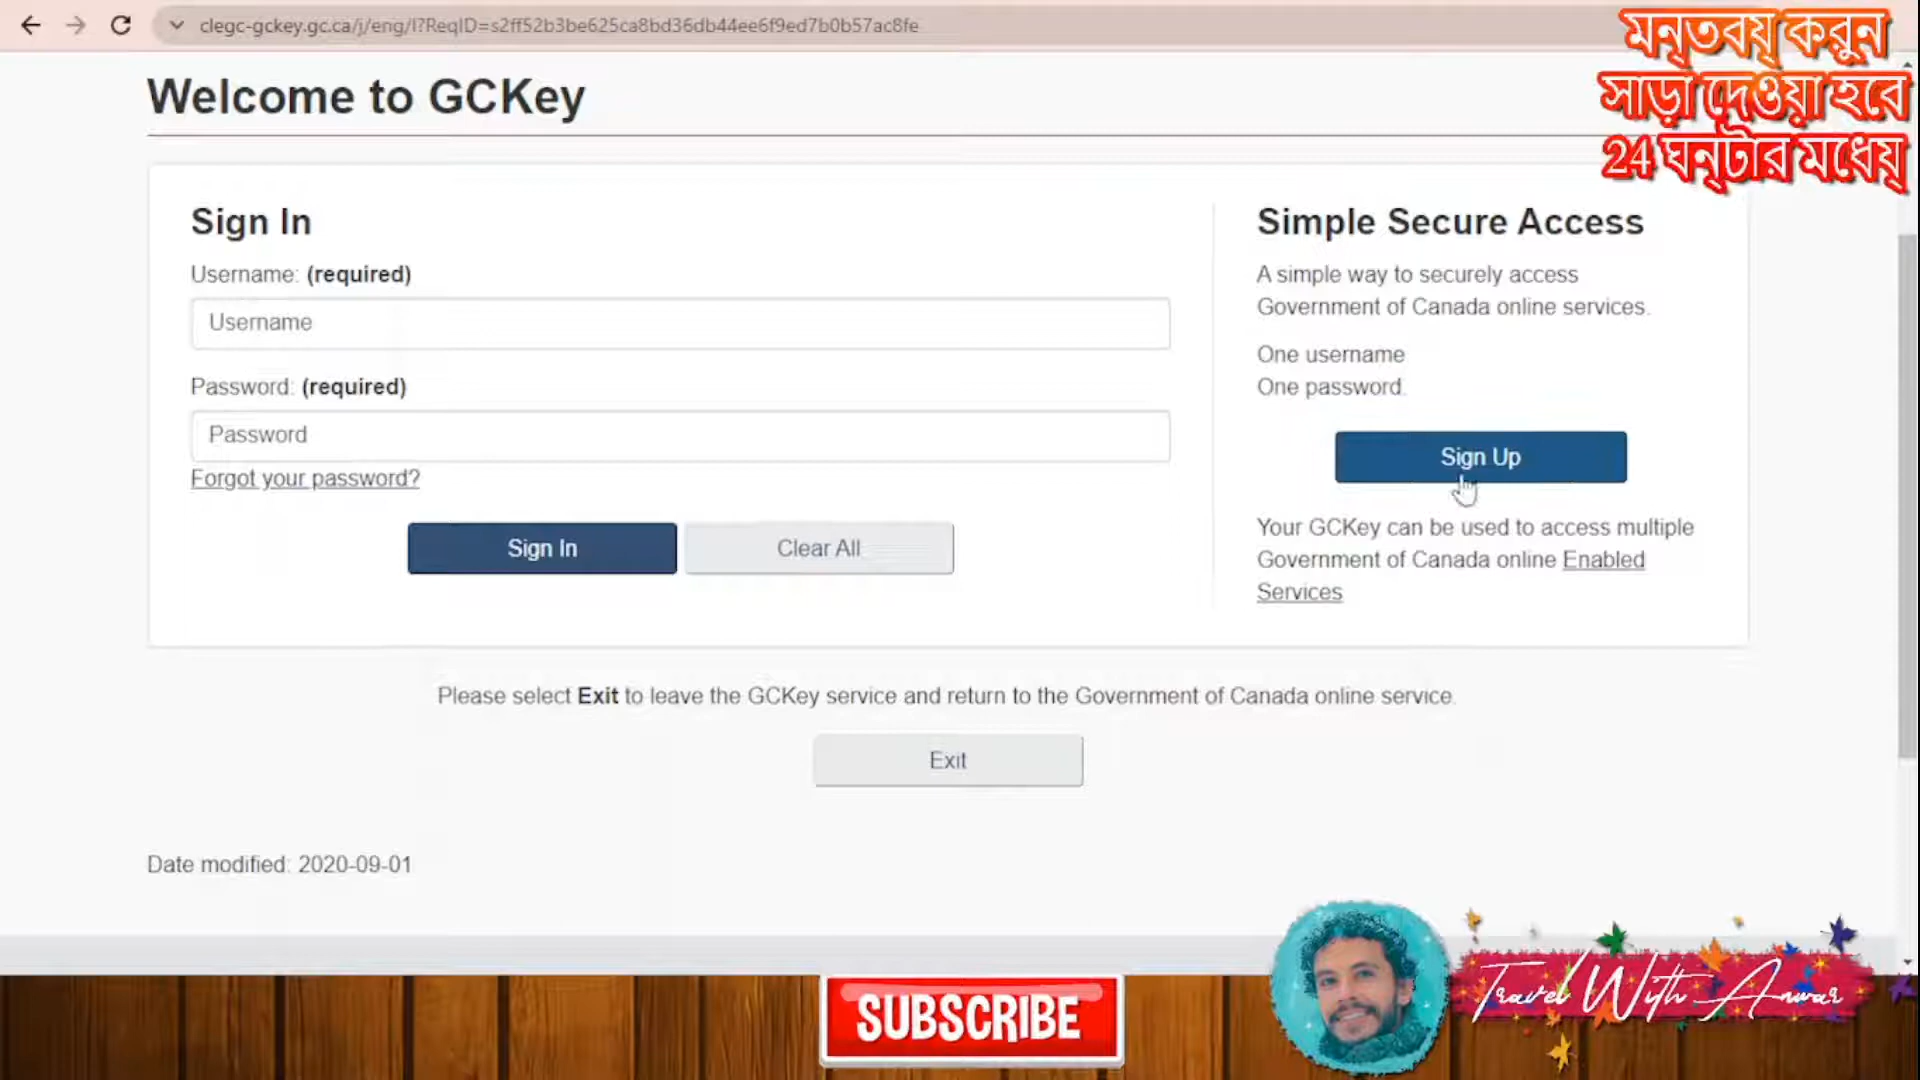 clegc-gckey.gc.ca/j/eng/l?ReqID=s2ff52b3be625ca8bd36db44ee6f9ed7b0b57ac8fe
মন্তব্য করুন
সাড়া দেওয়া হবে
24 ঘন্টার মধ্যে
Welcome to GCKey
Sign In
Username: (required)
Username
Password: (required)
Password
Forgot your password?
Sign In
Clear All
Simple Secure Access
A simple way to securely access
Government of Canada online services.
One username
One password.
Sign Up
Your GCKey can be used to access multiple
Government of Canada online Enabled
Services
Please select Exit to leave the GCKey service and return to the Government of Canada online service.
Exit
Date modified: 2020-09-01
SUBSCRIBE
Travel With Anwar